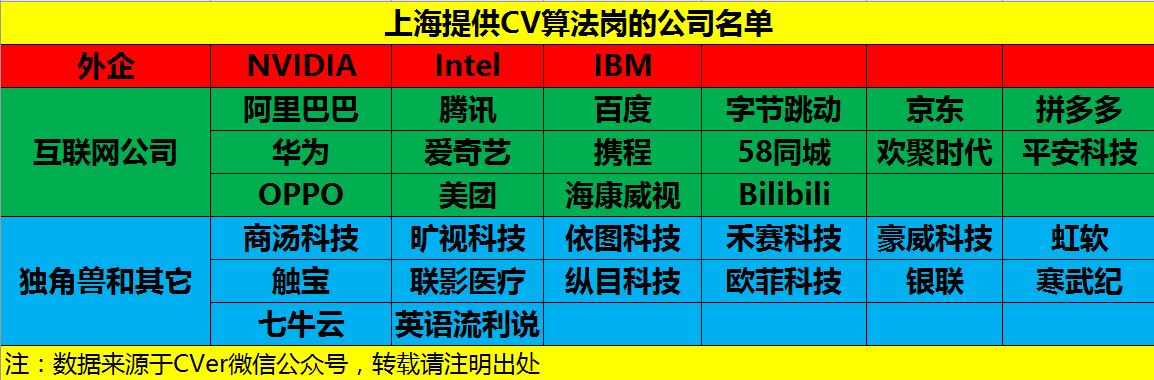 上海提供CV算法岗的公司名单
外企 NVIDIA Intel IBM
互联网公司 阿里巴巴 腾讯 百度 字节跳动 京东 拼多多
华为 爱奇艺 携程 58同城 欢聚时代 平安科技
OPPO 美团 海康威视 Bilibili
独角兽和其它 商汤科技 旷视科技 依图科技 禾赛科技 豪威科技 虹软
触宝 联影医疗 纵目科技 欧菲科技 银联 寒武纪
七牛云 英语流利说
注：数据来源于CVer微信公众号，转载请注明出处